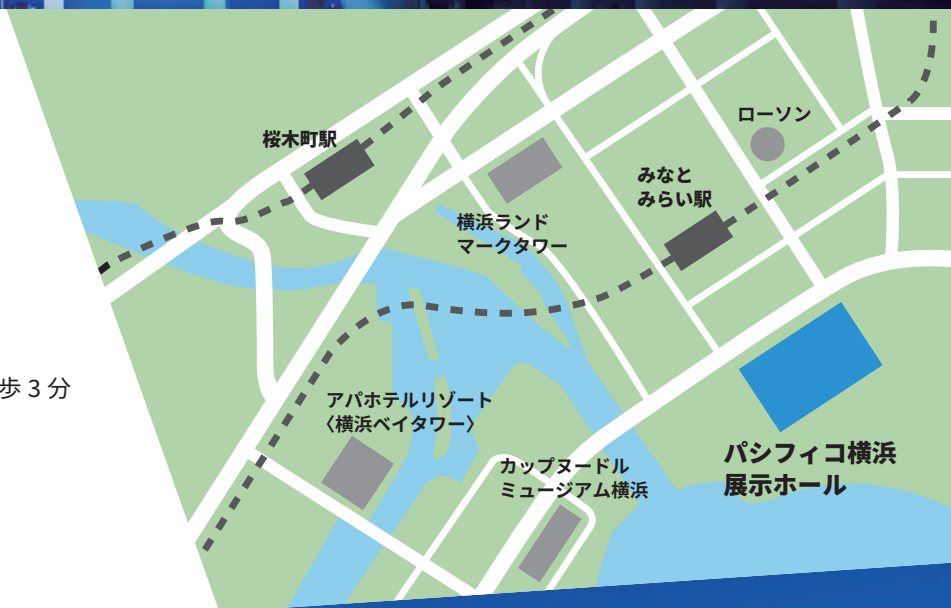 桜木町駅
ローソン
みなと
みらい駅
横浜ランド
マークタワー
歩 3 分
アパホテルリゾート
〈横浜ベイタワー〉
カップヌードル
ミュージアム横浜
パシフィコ横浜
展示ホール